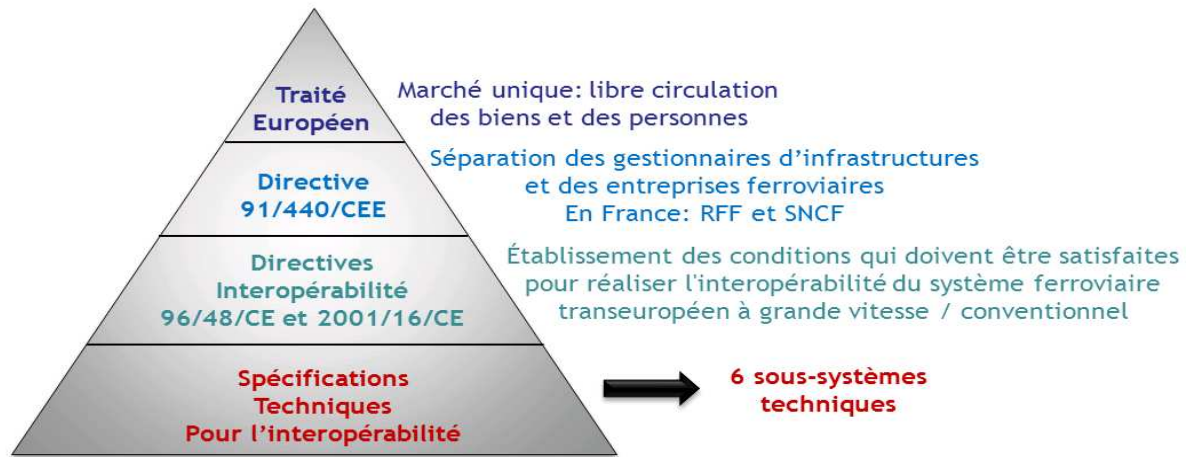 Traité
Européen
Marché unique: libre circulation
des biens et des personnes
Directive
91/440/CEE
Séparation des gestionnaires d’infrastructures
et des entreprises ferroviaires
En France: RFF et SNCF
Directives
Interopérabilité
96/48/CE et 2001/16/CE
Établissement des conditions qui doivent être satisfaites
pour réaliser l'interopérabilité du système ferroviaire
transeuropéen à grande vitesse / conventionnel
Spécifications
Techniques
Pour l’interopérabilité
6 sous-systèmes
techniques